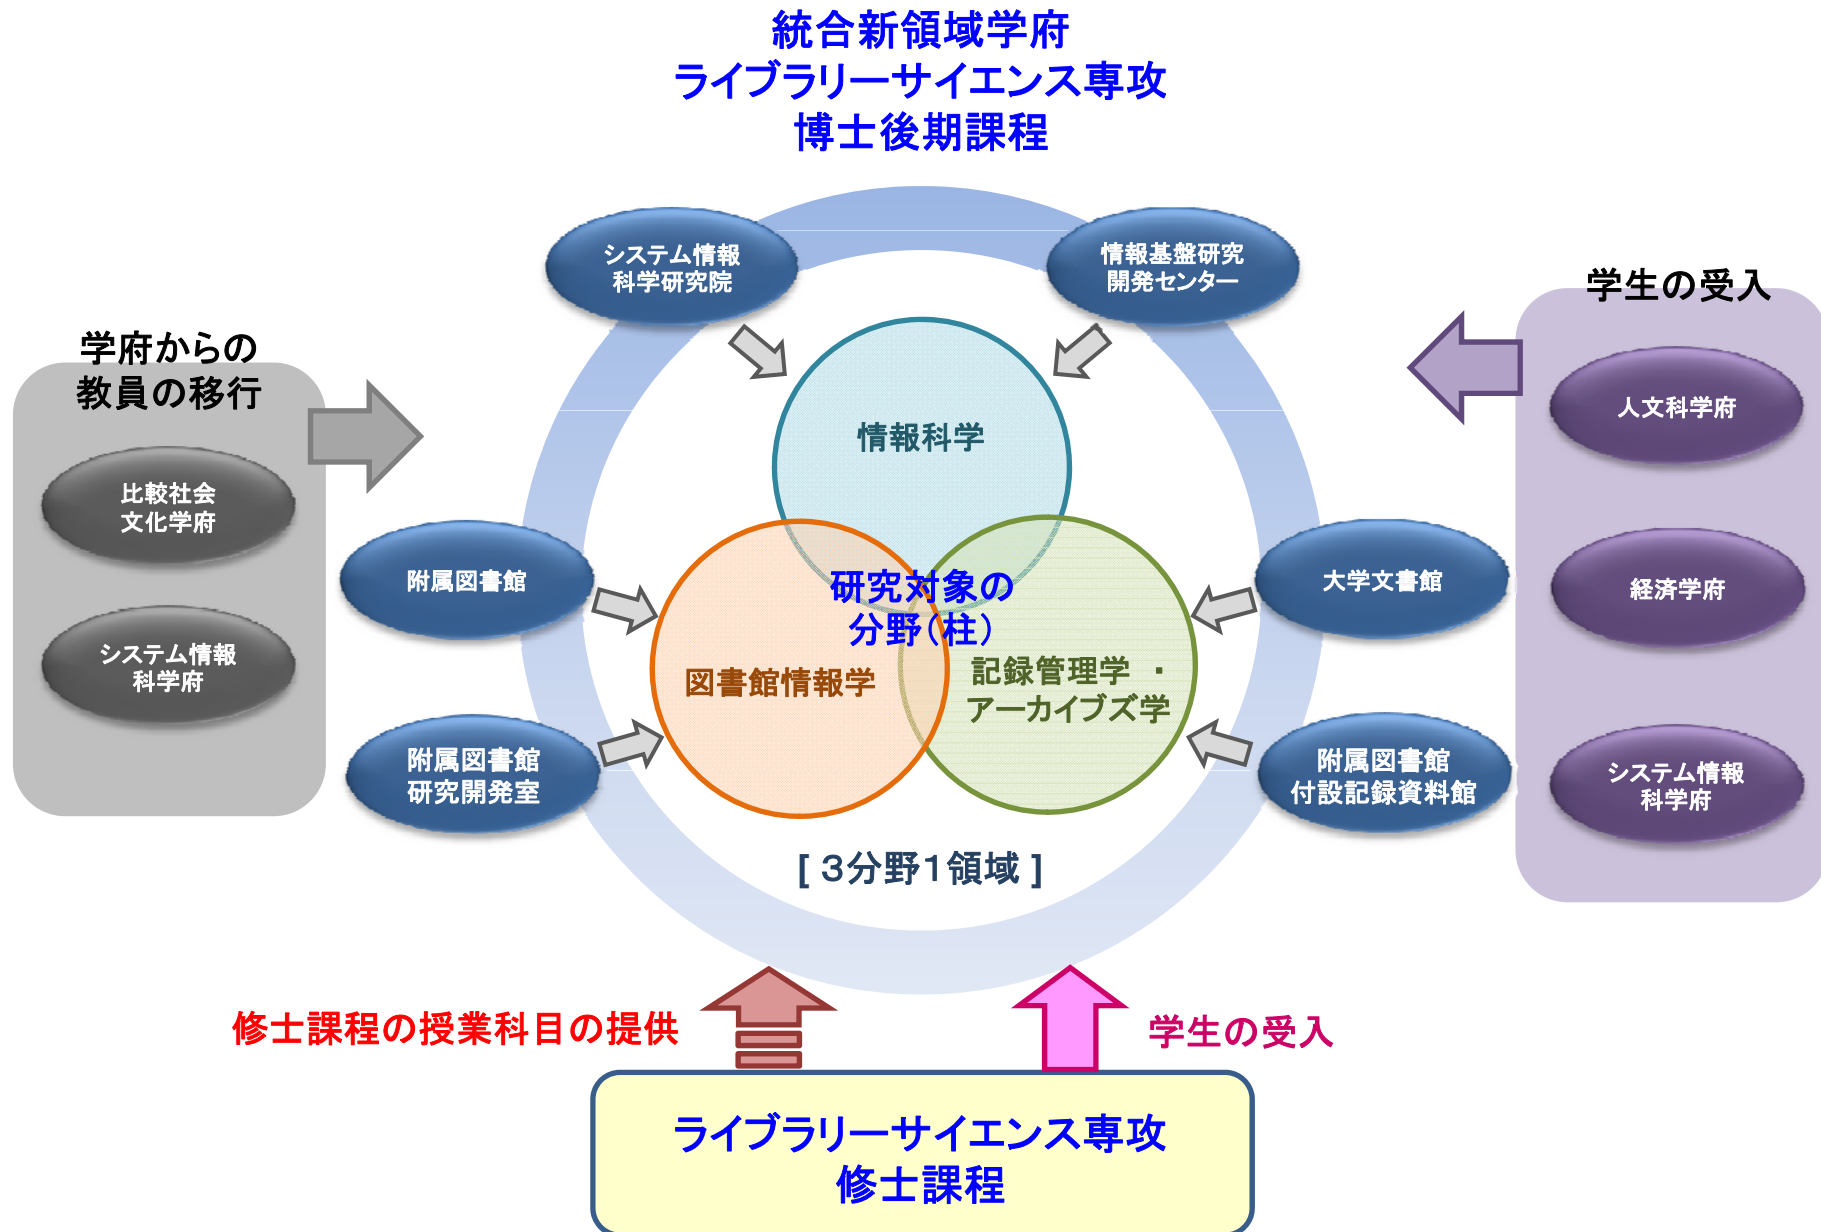 統合新領域学府
ライブラリーサイエンス専攻
博士後期課程
システム情報
科学研究院
情報基盤研究
開発センター
学生の受入
学府からの
教員の移行
人文科学府
情報科学
比較社会
文化学府
附属図書館
研究対象の
分野（柱）
大学文書館
経済学府
システム情報
科学府
図書館情報学
記録管理学 ・
アーカイブズ学
附属図書館
研究開発室
附属図書館
付設記録資料館
システム情報
科学府
[ 3分野1領域 ]
修士課程の授業科目の提供
学生の受入
ライブラリーサイエンス専攻
修士課程